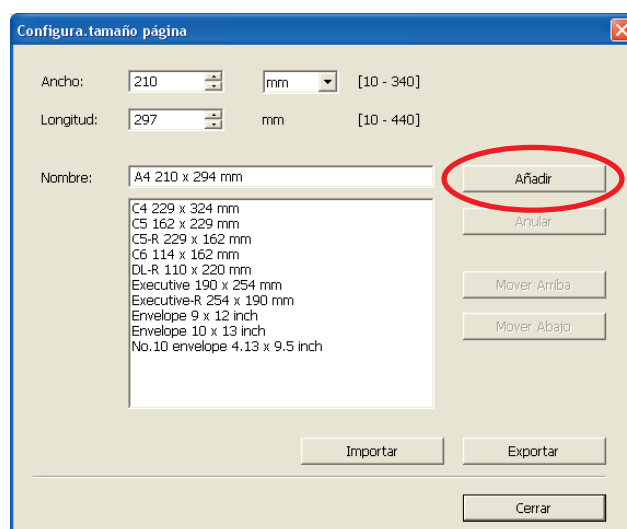 Configura.tamaño página
Ancho: 210 mm [10 - 340]
Longitud: 297 mm [10 - 440]
Nombre: A4 210 x 294 mm Añadir
C4 229 x 324 mm
C5 162 x 229 mm
C5-R 229 x 162 mm
C6 114 x 162 mm
DL-R 110 x 220 mm
Executive 190 x 254 mm
Executive-R 254 x 190 mm
Envelope 9 x 12 inch
Envelope 10 x 13 inch
No.10 envelope 4.13 x 9.5 inch
Anular
Mover Arriba
Mover Abajo
Importar Exportar
Cerrar